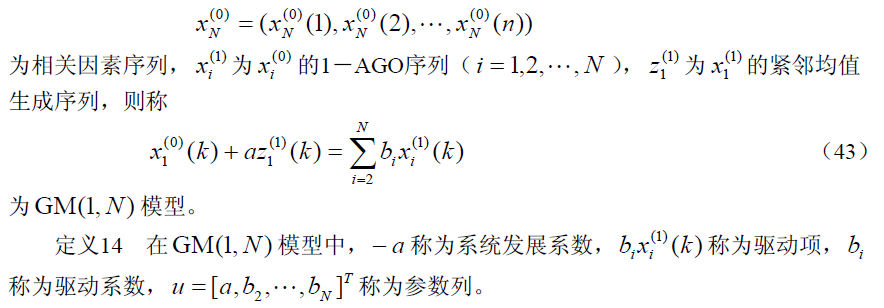 $x_N^{(0)} = (x_N^{(0)}(1), x_N^{(0)}(2), \cdots, x_N^{(0)}(n))$
为相关因素序列，$x_i^{(1)}$为$x_i^{(0)}$的1－AGO序列（$i = 1,2,\cdots,N$），$z_1^{(1)}$为$x_1^{(1)}$的紧邻均值
生成序列，则称
$x_1^{(0)}(k) + az_1^{(1)}(k) = \sum_{i=2}^{N} b_i x_i^{(1)}(k)$ （43）
为$\mathrm{GM}(1,N)$模型。
定义14 在$\mathrm{GM}(1,N)$模型中，$-a$称为系统发展系数，$b_i x_i^{(1)}(k)$称为驱动项，$b_i$
称为驱动系数，$u = [a, b_2, \cdots, b_N]^T$称为参数列。